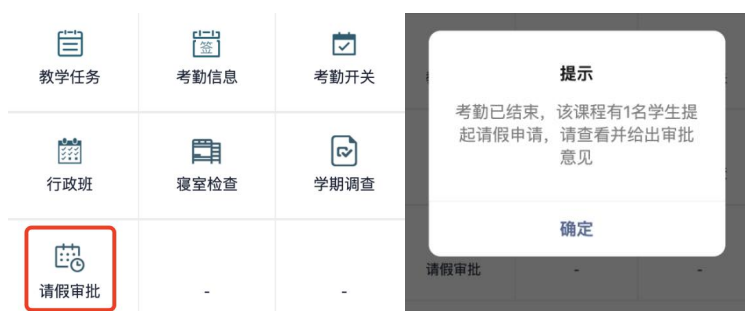 签
教学任务
考勤信息
考勤开关
行政班
寝室检查
学期调查
请假审批
-
-
提示
考勤已结束，该课程有1名学生提
起请假申请，请查看并给出审批
意见
确定
请假审批
-
-